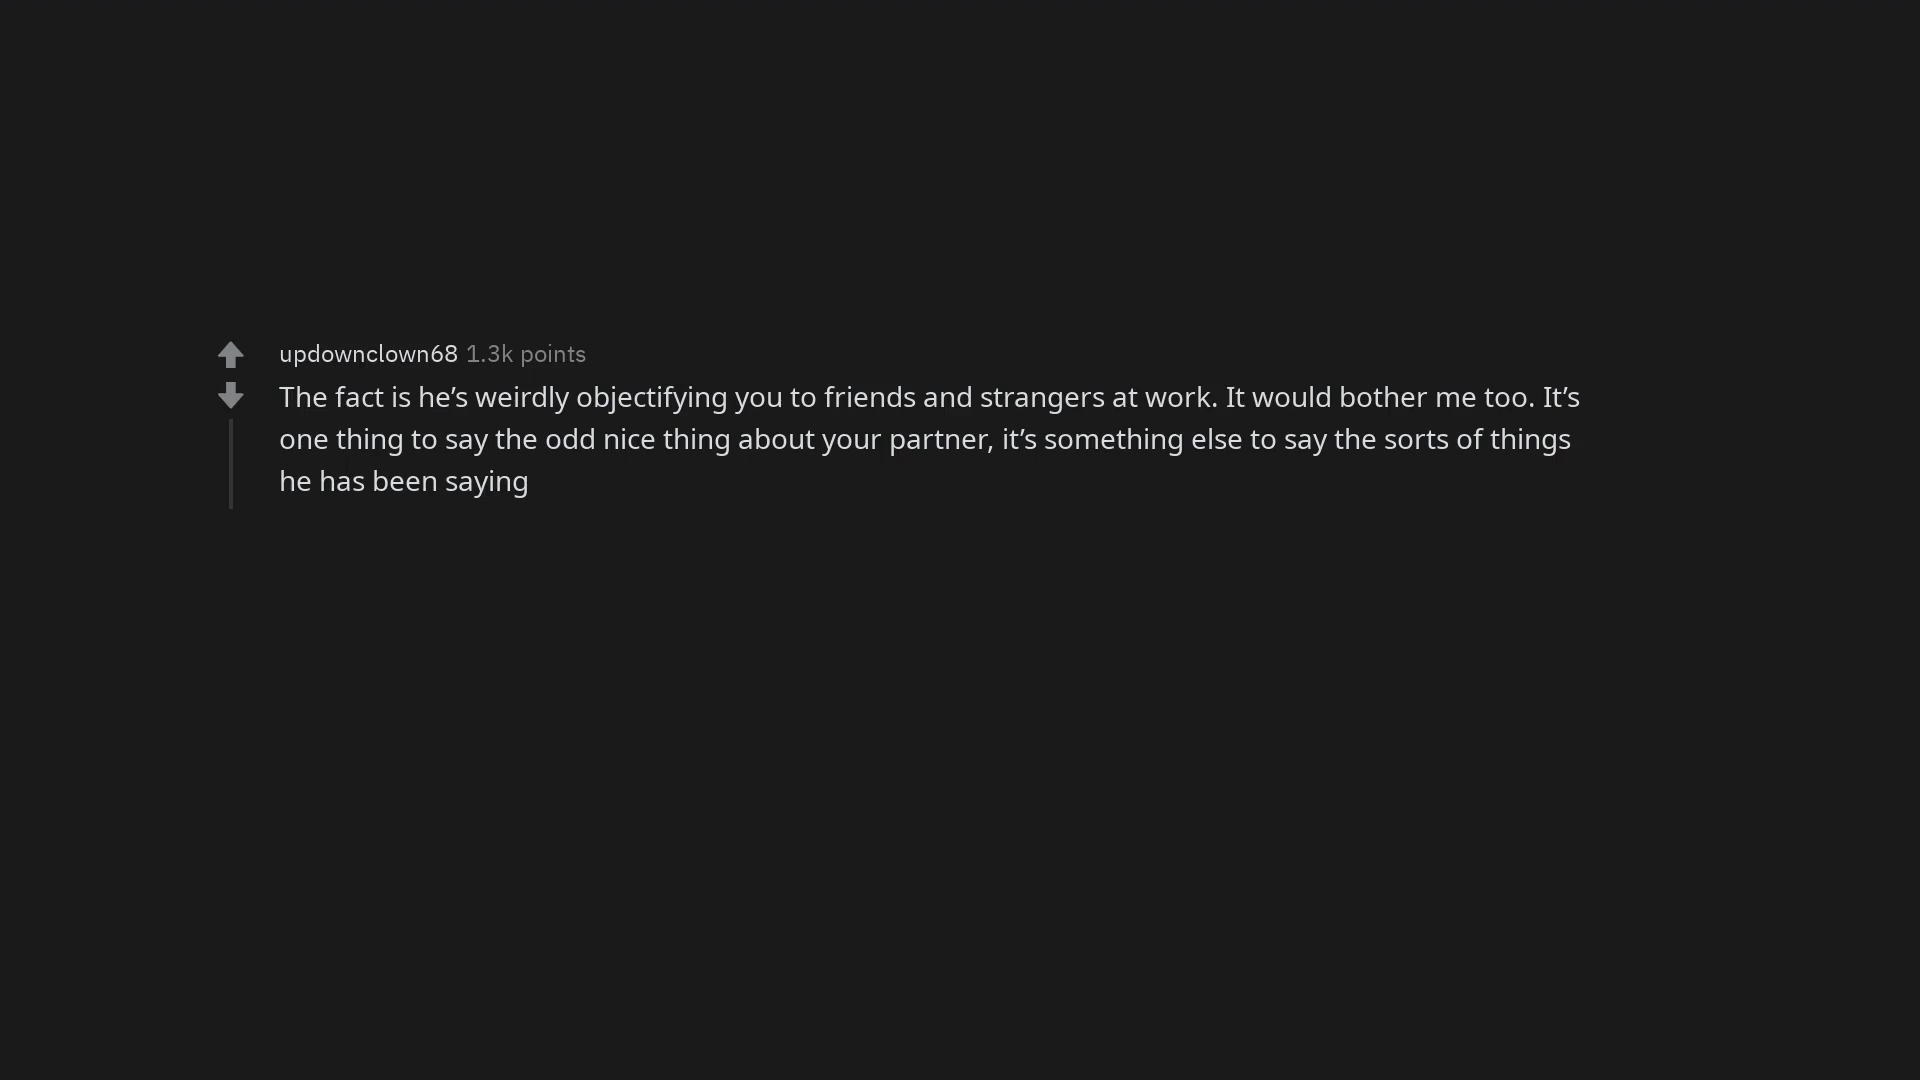 updownclown68 1.3k points
The fact is he’s weirdly objectifying you to friends and strangers at work. It would bother me too. It’s
one thing to say the odd nice thing about your partner, it’s something else to say the sorts of things
he has been saying